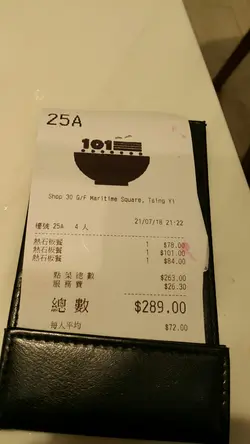 25A
101
Shop 30 G/F Maritime Square, Tsing Yi
21/07/18 21:22
檯號 25A 4 人
熱石板餐 1 $78.00
熱石板餐 1 $101.00
熱石板餐 1 $84.00
點菜總數 $263.00
服務費 $26.30
總數 $289.00
每人平均 $72.00